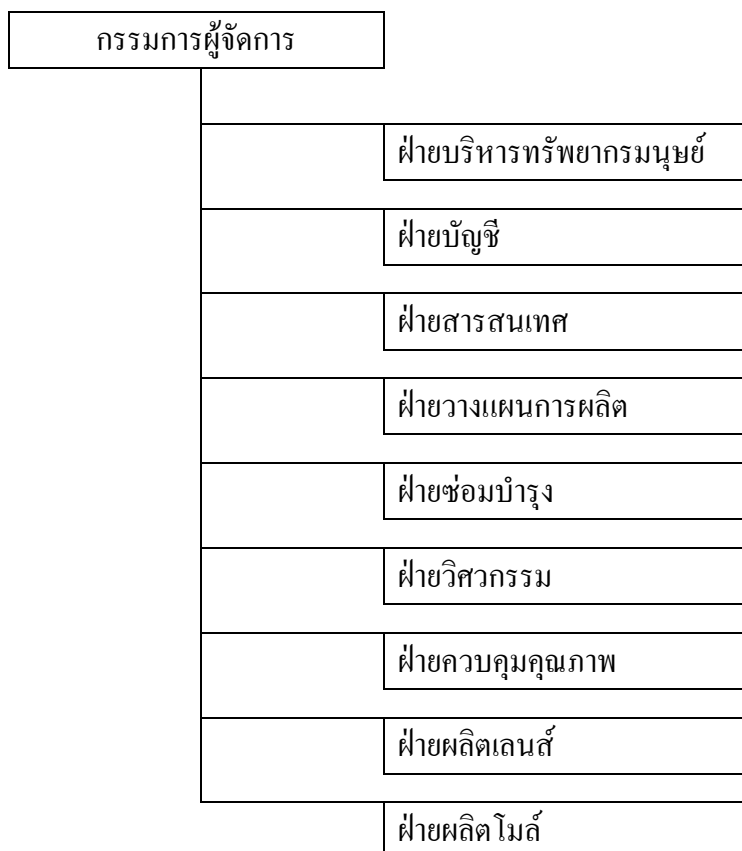 กรรมการผู้จัดการ
ฝ่ายบริหารทรัพยากรมนุษย์
ฝ่ายบัญชี
ฝ่ายสารสนเทศ
ฝ่ายวางแผนการผลิต
ฝ่ายซ่อมบำรุง
ฝ่ายวิศวกรรม
ฝ่ายควบคุมคุณภาพ
ฝ่ายผลิตเลนส์
ฝ่ายผลิตโมล์